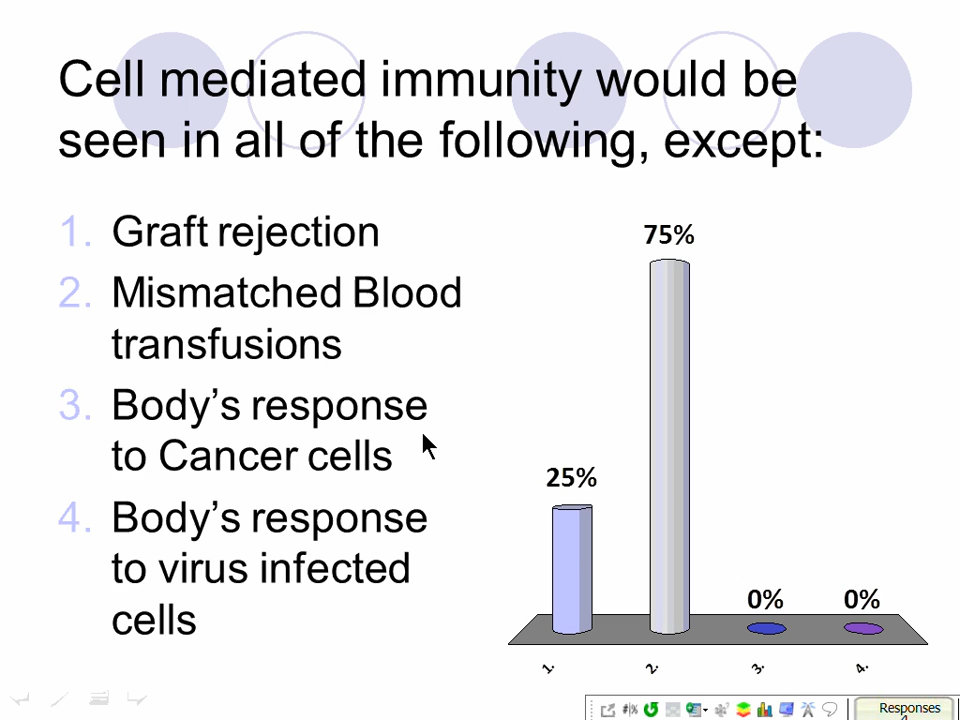 Cell mediated immunity would be
seen in all of the following, except:
1. Graft rejection
2. Mismatched Blood
transfusions
3. Body's response
to Cancer cells
4. Body's response
to virus infected
cells
75%
25%
0%
0%
1.
2.
3.
4.
Responses